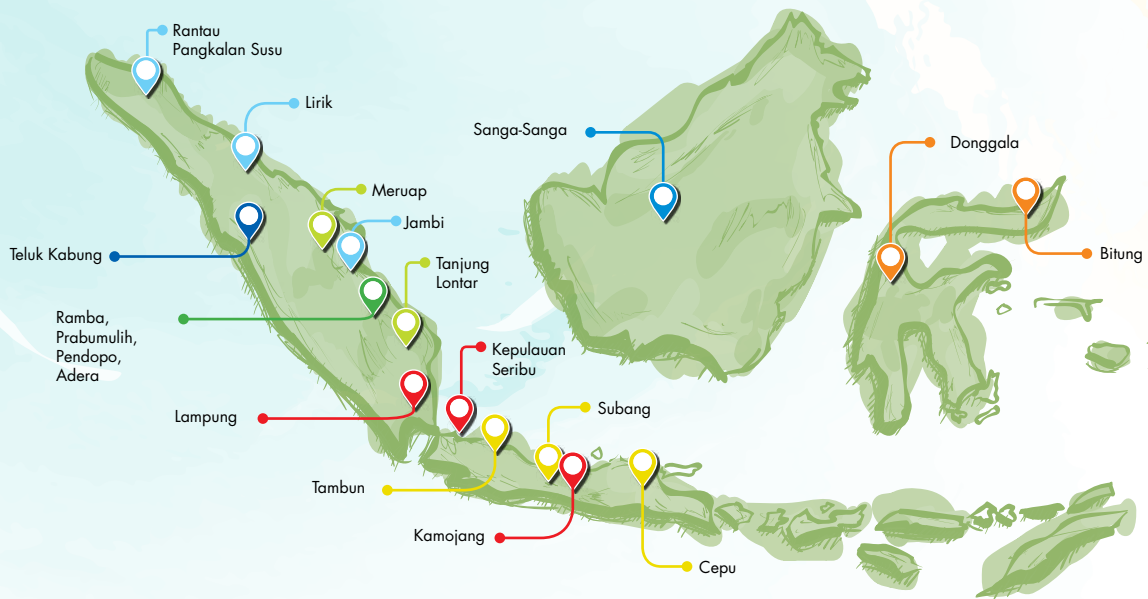 Rantau
Pangkalan Susu
Lirik
Sanga-Sanga
Donggala
Meruap
Jambi
Teluk Kabung
Bitung
Tanjung
Lontar
Ramba,
Prabumulih,
Pendopo,
Adera
Kepulauan
Seribu
Lampung
Subang
Tambun
Kamojang
Cepu